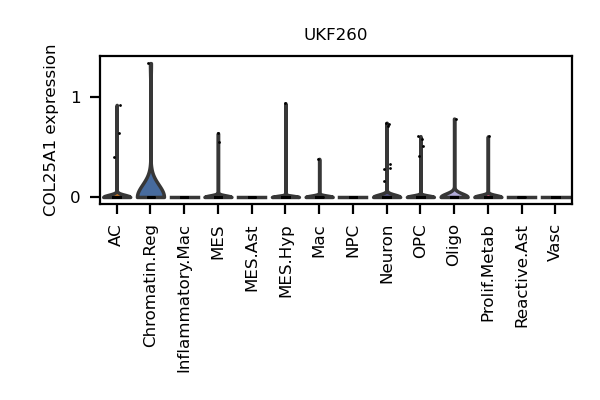 UKF260
COL25A1 expression
1
0
AC
Chromatin.Reg
Inflammatory.Mac
MES
MES.Ast
MES.Hyp
Mac
NPC
Neuron
OPC
Oligo
Prolif.Metab
Reactive.Ast
Vasc